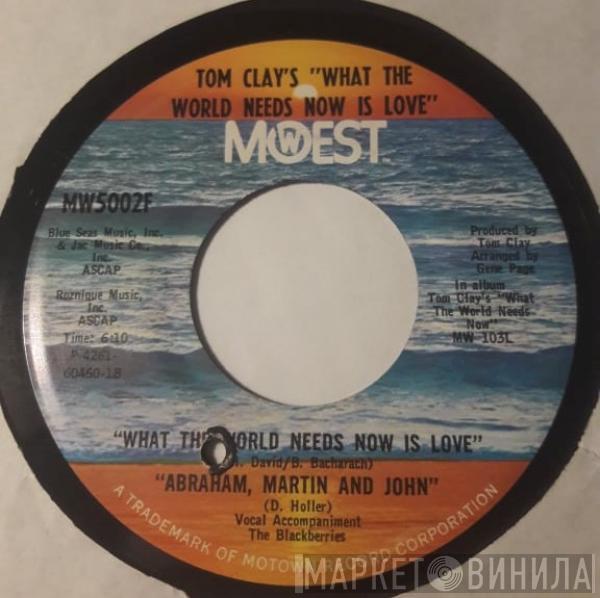 TOM CLAY'S "WHAT THE
WORLD NEEDS NOW IS LOVE"
MOWEST
MW5002F
Blue Seas Music, Inc.
& Jac Music Co.,
Inc.
ASCAP
Roznique Music,
Inc.
ASCAP
Time: 6:10
P-4261-
60460-18
Produced by
Tom Clay
Arranged by
Gene Page
In album
Tom Clay's "What
The World Needs
Now"
MW 103L
"WHAT THE WORLD NEEDS NOW IS LOVE"
David/B. Bacharach)
"ABRAHAM, MARTIN AND JOHN"
(D. Holler)
Vocal Accompaniment
The Blackberries
A TRADEMARK OF MOTOWN RECORD CORPORATION
МАРКЕТ ВИНИЛА